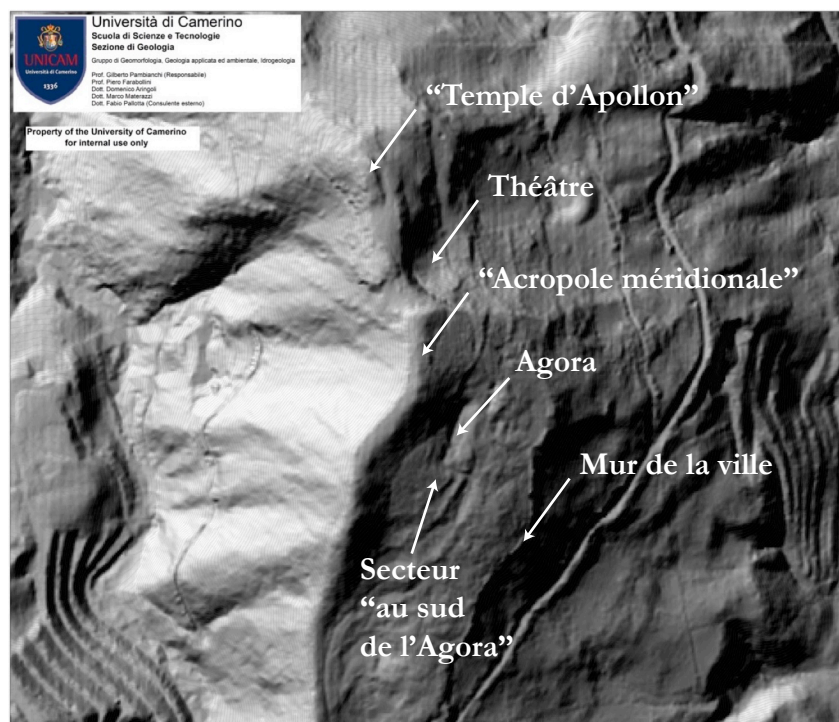 UNICAM
Università di Camerino
1336
Università di Camerino
Scuola di Scienze e Tecnologie
Sezione di Geologia
Gruppo di Geomorfologia, Geologia applicata ed ambientale, Idrogeologia
Prof. Gilberto Pambianchi (Responsabile)
Prof. Piero Farabollini
Dott. Domenico Aringoli
Dott. Marco Materazzi
Dott. Fabio Pallotta (Consulente esterno)
Property of the University of Camerino
for internal use only
“Temple d’Apollon”
Théâtre
“Acropole méridionale”
Agora
Mur de la ville
Secteur
“au sud
de l’Agora”